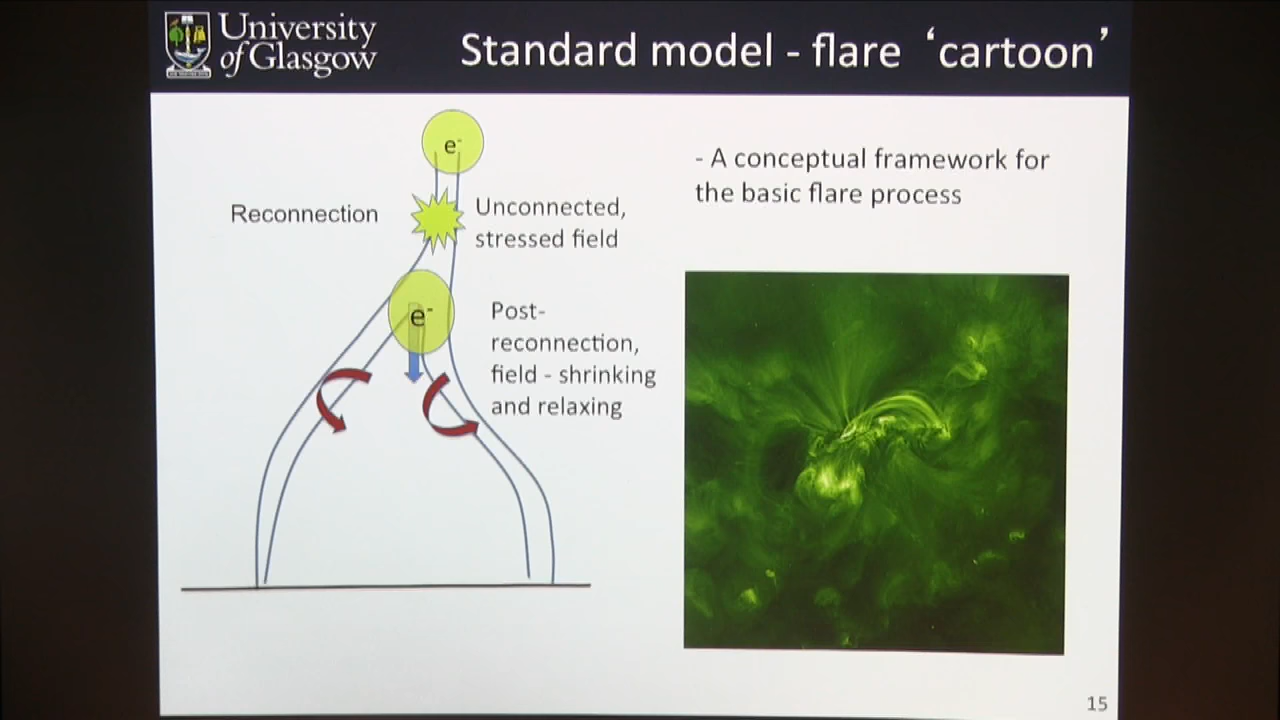 University
of Glasgow
Standard model - flare ‘cartoon’
e-
Reconnection
Unconnected,
stressed field
e-
Post-
reconnection,
field - shrinking
and relaxing
- A conceptual framework for
the basic flare process
15